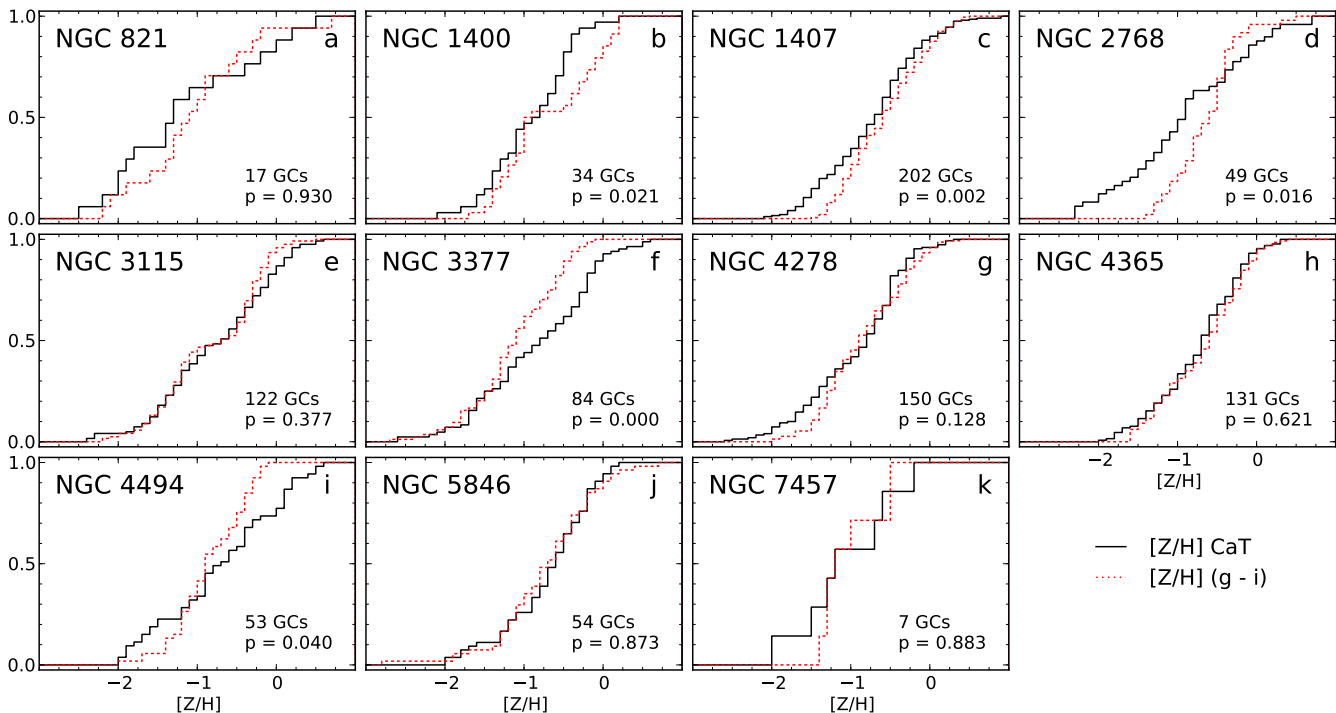 1.0
NGC 821
a
0.5
17 GCs
p = 0.930
0.0
NGC 1400
b
34 GCs
p = 0.021
NGC 1407
c
202 GCs
p = 0.002
NGC 2768
d
49 GCs
p = 0.016
1.0
NGC 3115
e
0.5
122 GCs
p = 0.377
0.0
NGC 3377
f
84 GCs
p = 0.000
NGC 4278
g
150 GCs
p = 0.128
NGC 4365
h
131 GCs
p = 0.621
−2 −1 0
[Z/H]
1.0
NGC 4494
i
0.5
53 GCs
p = 0.040
0.0
−2 −1 0
[Z/H]
NGC 5846
j
54 GCs
p = 0.873
−2 −1 0
[Z/H]
NGC 7457
k
7 GCs
p = 0.883
−2 −1 0
[Z/H]
[Z/H] CaT
[Z/H] (g - i)